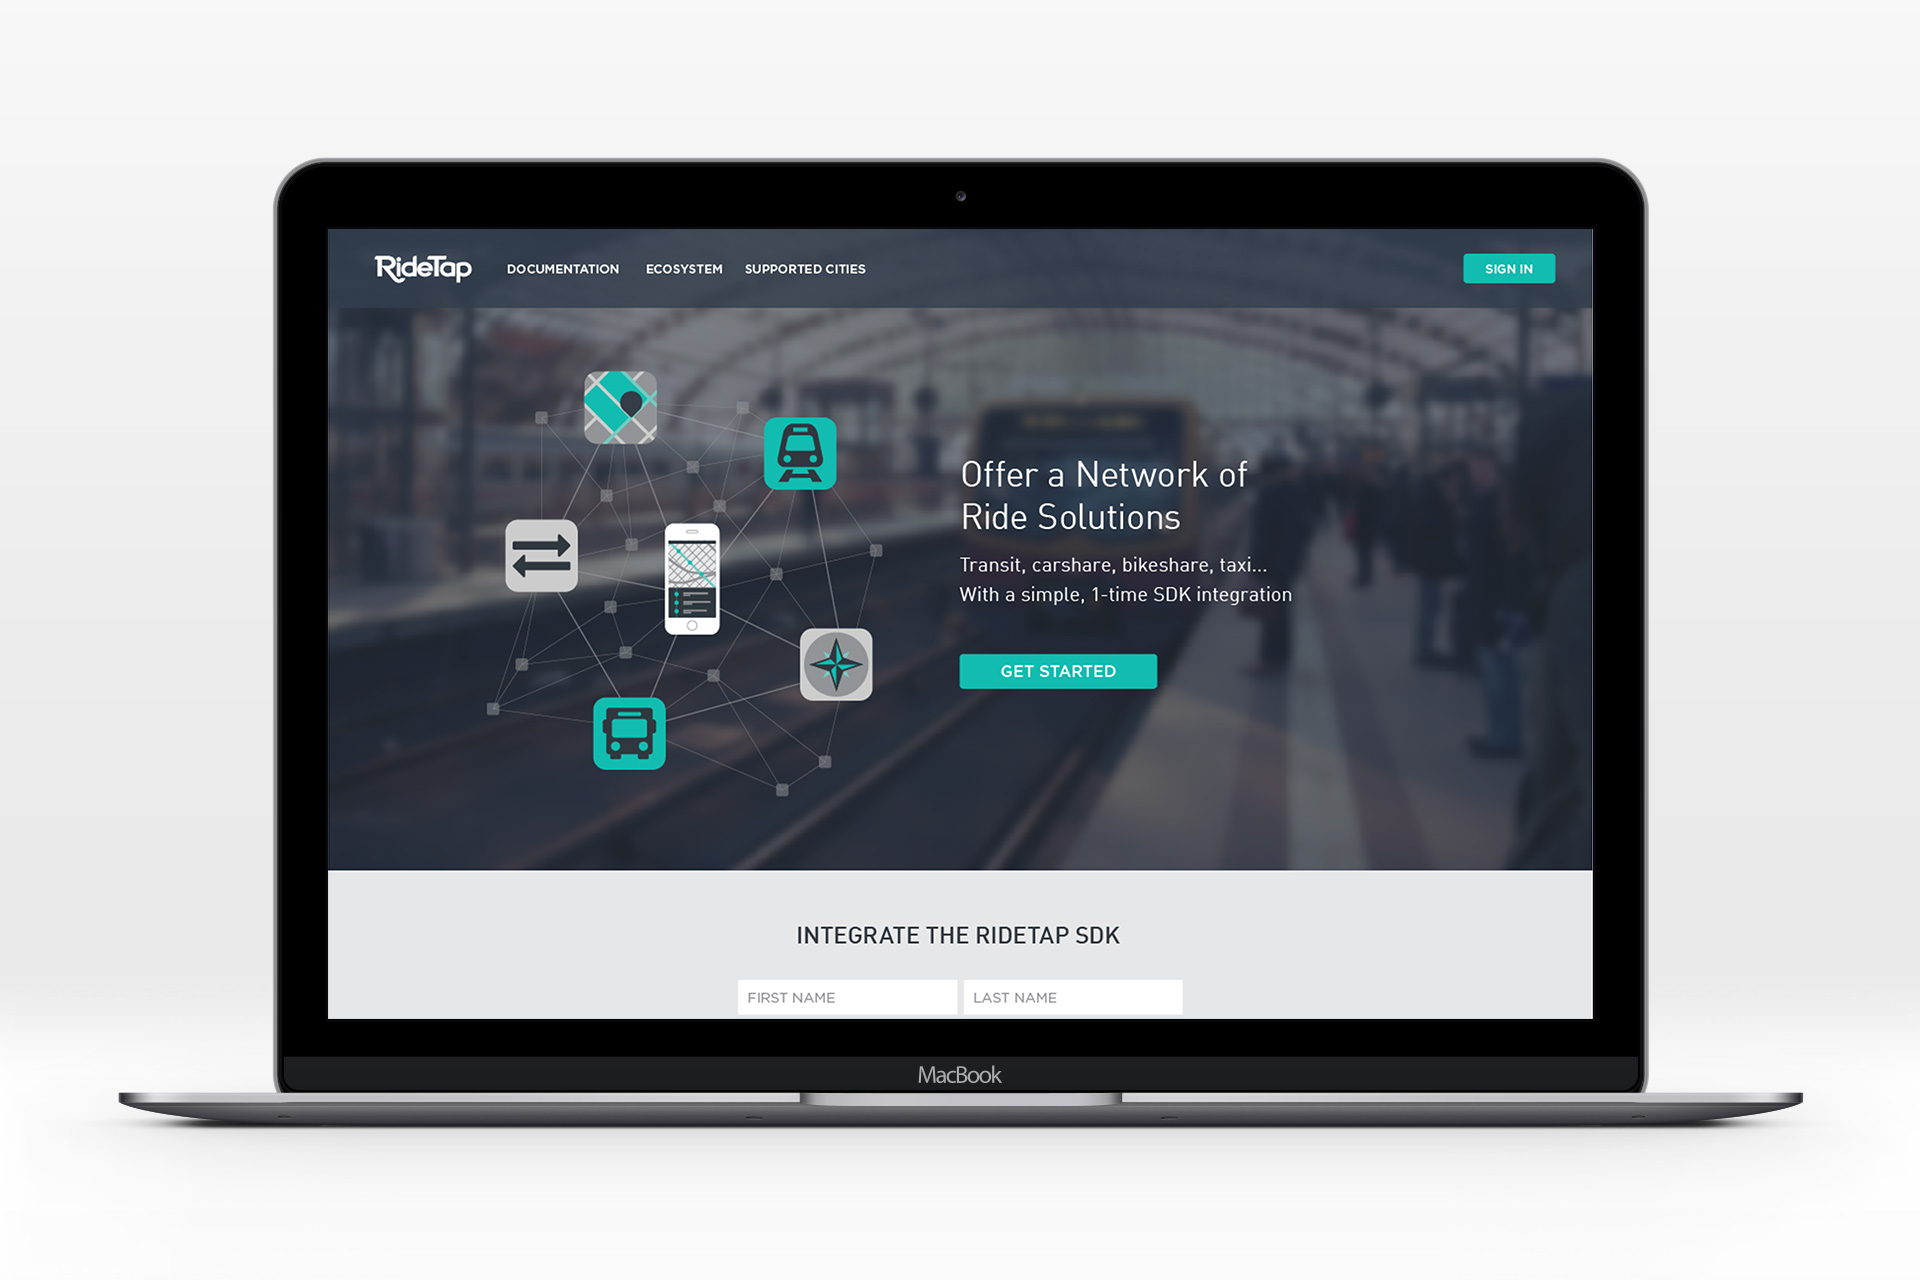 RideTap
DOCUMENTATION
ECOSYSTEM
SUPPORTED CITIES
SIGN IN
Offer a Network of
Ride Solutions
Transit, carshare, bikeshare, taxi...
With a simple, 1-time SDK integration
GET STARTED
INTEGRATE THE RIDETAP SDK
FIRST NAME
LAST NAME
MacBook